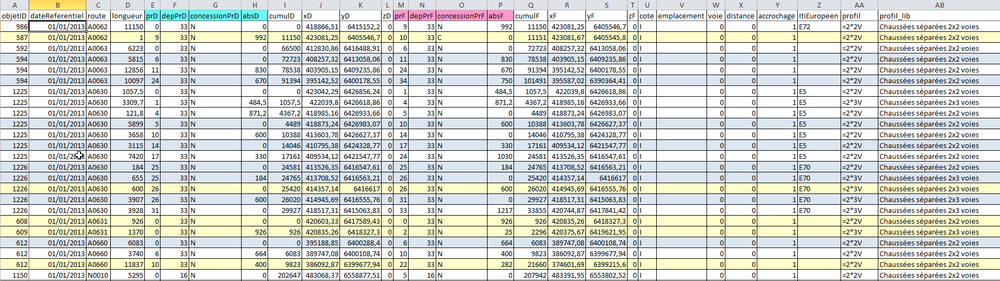 A B C D E F G H I J K L M N O P Q R S T U V W X Y Z AA AB
objetID dateReferentiel route longueur prD depPrD concessionPrD absD cumulD xD yD zD prF depPrF concessionPrF absF cumulF xF yF zF cote emplacement voie distance accrochage ItiEuropeen profil profil_lib
986 01/01/2013 A0062 11150 0 33 N 0 0 418866,51 6415152,2 0 9 33 N 992 11150 423081,25 6405546,7 0 I 0 0 1 E72 =2*2V Chaussées séparées 2x2 voies
587 01/01/2013 A0062 1 9 33 N 992 11150 423081,25 6405546,7 0 10 33 C 0 11151 423081,67 6405545,8 0 I 0 0 1 =2*2V Chaussées séparées 2x2 voies
592 01/01/2013 A0063 6223 0 33 N 0 66500 412830,86 6416488,91 0 6 33 N 0 72723 408257,32 6413058,06 0 I 0 0 1 =2*2V Chaussées séparées 2x2 voies
594 01/01/2013 A0063 5815 6 33 N 0 72723 408257,32 6413058,06 0 11 33 N 830 78538 403905,15 6409235,86 0 I 0 0 1 =2*2V Chaussées séparées 2x2 voies
594 01/01/2013 A0063 12856 11 33 N 830 78538 403905,15 6409235,86 0 24 33 N 670 91394 395142,52 6400178,55 0 I 0 0 1 =2*2V Chaussées séparées 2x2 voies
594 01/01/2013 A0063 10097 24 33 N 670 91394 395142,52 6400178,55 0 34 33 N 750 101491 395587,02 6390364,41 0 I 0 0 1 =2*2V Chaussées séparées 2x2 voies
1225 01/01/2013 A0630 1057,5 0 33 N 0 0 423042,29 6426856,24 0 1 33 N 484,5 1057,5 422039,8 6426618,86 0 I 0 0 1 E5 =2*2V Chaussées séparées 2x2 voies
1225 01/01/2013 A0630 3309,7 1 33 N 484,5 1057,5 422039,8 6426618,86 0 4 33 N 871,2 4367,2 418985,16 6426933,66 0 I 0 0 1 E5 =2*3V Chaussées séparées 2x3 voies
1225 01/01/2013 A0630 121,8 4 33 N 871,2 4367,2 418985,16 6426933,66 0 5 33 N 0 4489 418873,24 6426983,07 0 I 0 0 1 E5 =2*2V Chaussées séparées 2x2 voies
1225 01/01/2013 A0630 5899 5 33 N 0 4489 418873,24 6426983,07 0 10 33 N 600 10388 413603,78 6426627,37 0 I 0 0 1 E5 =2*2V Chaussées séparées 2x2 voies
1225 01/01/2013 A0630 3658 10 33 N 600 10388 413603,78 6426627,37 0 14 33 N 0 14046 410795,38 6424328,77 0 I 0 0 1 E5 =2*2V Chaussées séparées 2x2 voies
1225 01/01/2013 A0630 3115 14 33 N 0 14046 410795,38 6424328,77 0 17 33 N 330 17161 409534,12 6421547,77 0 I 0 0 1 E5 =2*2V Chaussées séparées 2x2 voies
1225 A0630 7420 17 33 N 330 17161 409534,12 6421547,77 0 24 33 N 1030 24581 413526,35 6416547,61 0 I 0 0 1 E5 =2*2V Chaussées séparées 2x2 voies
1226 01/01/2013 A0630 184 25 33 N 0 24581 413526,35 6416547,61 0 25 33 N 184 24765 413708,52 6416563,21 0 I 0 0 1 E70 =2*2V Chaussées séparées 2x2 voies
1226 01/01/2013 A0630 655 25 33 N 184 24765 413708,52 6416563,21 0 26 33 N 0 25420 414357,14 6416617 0 I 0 0 1 E70 =2*3V Chaussées séparées 2x3 voies
1226 01/01/2013 A0630 600 26 33 N 0 25420 414357,14 6416617 0 26 33 N 600 26020 414945,69 6416555,76 0 I 0 0 1 E70 =2*3V Chaussées séparées 2x3 voies
1226 01/01/2013 A0630 3907 26 33 N 600 26020 414945,69 6416555,76 0 31 33 N 0 29927 418517,31 6415063,83 0 I 0 0 1 E70 =2*3V Chaussées séparées 2x3 voies
1226 01/01/2013 A0630 3928 31 33 N 0 29927 418517,31 6415063,83 0 33 33 N 1217 33855 420744,87 6417841,42 0 I 0 0 1 E70 =2*3V Chaussées séparées 2x3 voies
608 01/01/2013 A0631 926 0 33 N 0 0 420603,33 6417589,43 0 0 33 N 926 926 420835,26 6418327,3 0 I 0 0 1 =2*2V Chaussées séparées 2x2 voies
609 01/01/2013 A0631 1370 0 33 N 926 926 420835,26 6418327,3 0 2 33 N 25 2296 420375,67 6419621,95 0 I 0 0 1 =2*3V Chaussées séparées 2x3 voies
612 01/01/2013 A0660 6083 0 33 N 0 0 395188,85 6400288,4 0 6 33 N 664 6083 389747,08 6400108,74 0 I 0 0 1 =2*2V Chaussées séparées 2x2 voies
612 01/01/2013 A0660 3740 6 33 N 664 6083 389747,08 6400108,74 0 10 33 N 400 9823 386092,87 6399677,94 0 I 0 0 1 =2*2V Chaussées séparées 2x2 voies
612 01/01/2013 A0660 11837 10 33 N 400 9823 386092,87 6399677,94 0 22 33 N 282 21660 374601,69 6399215,6 0 I 0 0 1 =2*2V Chaussées séparées 2x2 voies
1150 01/01/2013 N0010 5295 0 16 N 0 202647 483068,37 6558877,51 0 5 16 N 0 207942 483391,95 6553802,52 0 I 0 0 1 =2*2V Chaussées séparées 2x2 voies